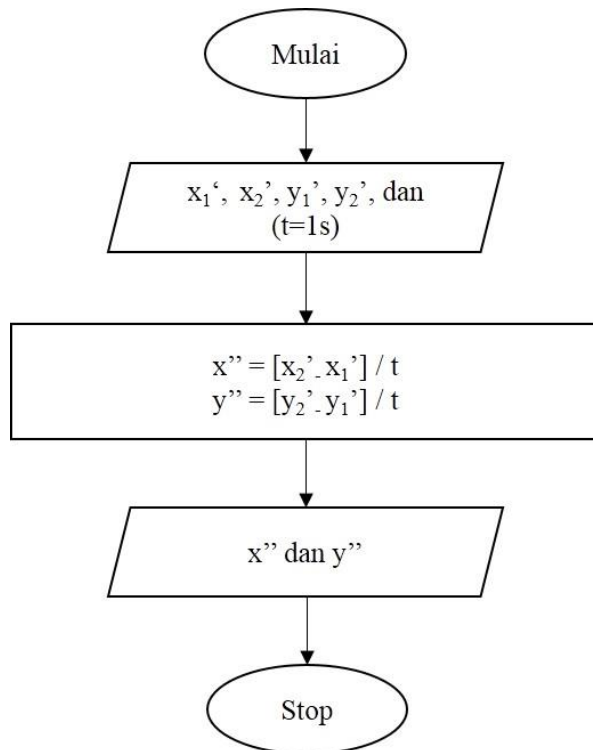 Mulai
x₁‘, x₂’, y₁’, y₂’, dan
(t=1s)
x’’ = [x₂’- x₁’] / t
y’’ = [y₂’- y₁’] / t
x’’ dan y’’
Stop